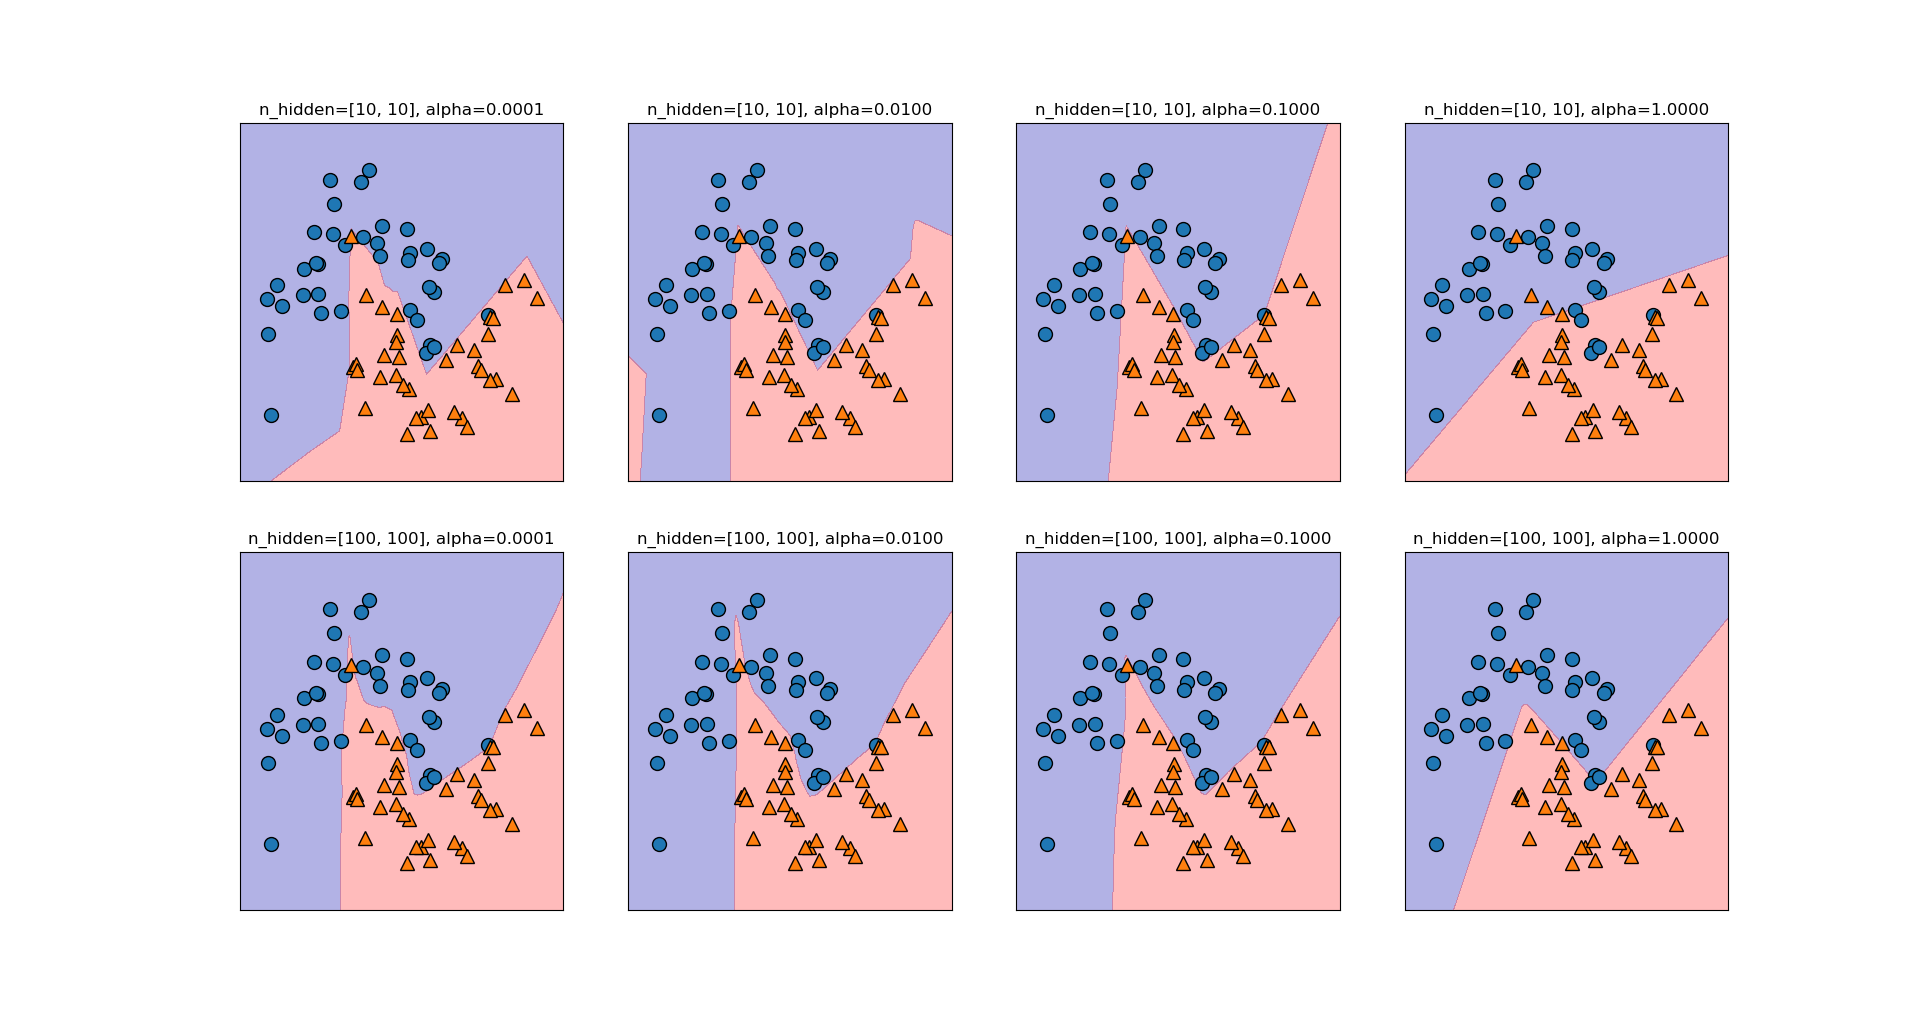 n_hidden=[10, 10], alpha=0.0001
n_hidden=[10, 10], alpha=0.0100
n_hidden=[10, 10], alpha=0.1000
n_hidden=[10, 10], alpha=1.0000
n_hidden=[100, 100], alpha=0.0001
n_hidden=[100, 100], alpha=0.0100
n_hidden=[100, 100], alpha=0.1000
n_hidden=[100, 100], alpha=1.0000